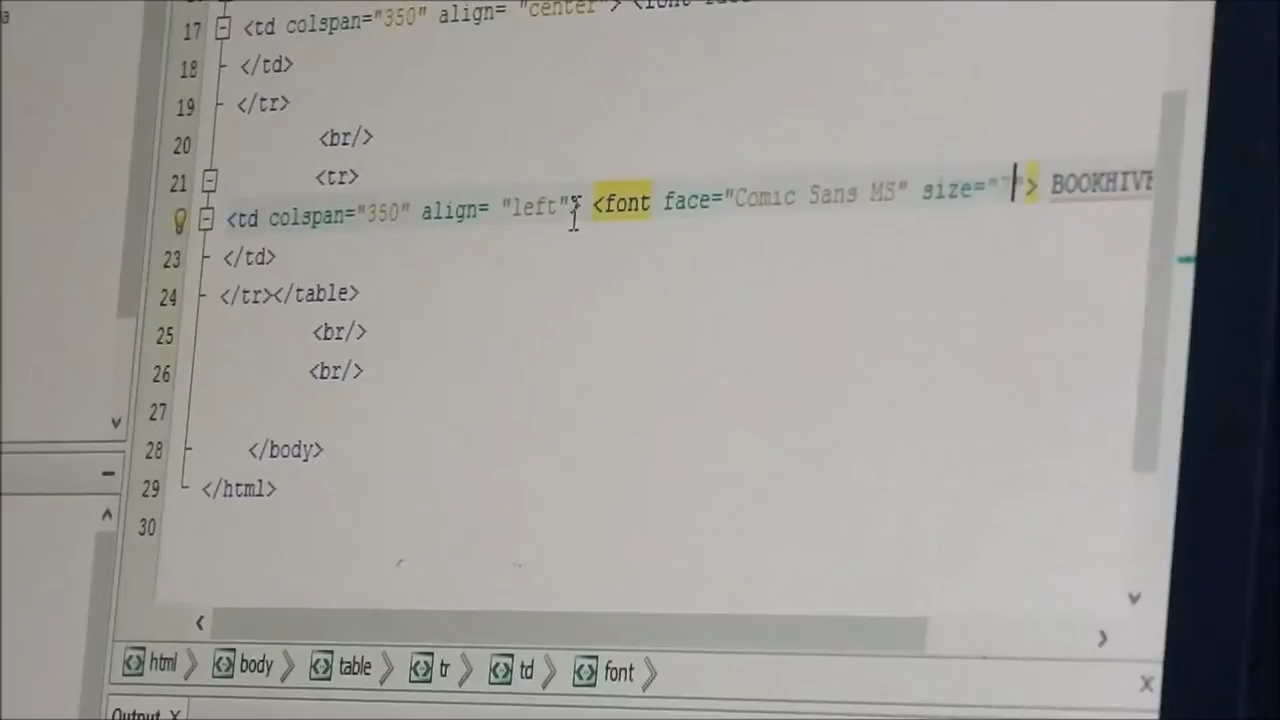 17 <td colspan="350" align= "center"> <font
18 </td>
19 </tr>
20 <br/>
21 <tr>
<td colspan="350" align= "left"> <font face="Comic Sans MS" size="7"> BOOKHIVE
23 </td>
24 </tr></table>
25 <br/>
26 <br/>
27
28 </body>
29 </html>
30
html body table tr td font
Output